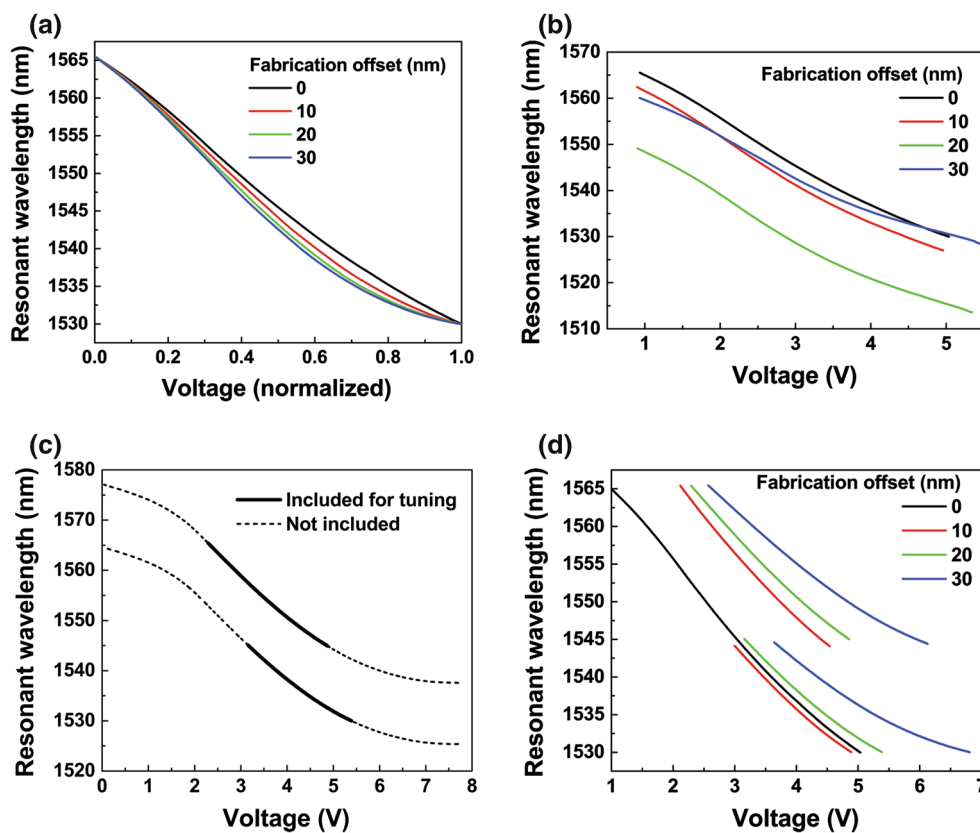 (a)
Resonant wavelength (nm)
1565
1560
1555
1550
1545
1540
1535
1530
Fabrication offset (nm)
0
10
20
30
0.0 0.2 0.4 0.6 0.8 1.0
Voltage (normalized)
(b)
Resonant wavelength (nm)
1570
1560
1550
1540
1530
1510
Fabrication offset (nm)
0
10
20
30
1 2 3 4 5
Voltage (V)
(c)
Resonant wavelength (nm)
1580
1570
1560
1550
1540
1530
1520
Included for tuning
Not included
0 1 2 3 4 5 6 7 8
Voltage (V)
(d)
Resonant wavelength (nm)
1565
1560
1555
1550
1545
1540
1535
1530
Fabrication offset (nm)
0
10
20
30
1 2 3 4 5 6 7
Voltage (V)